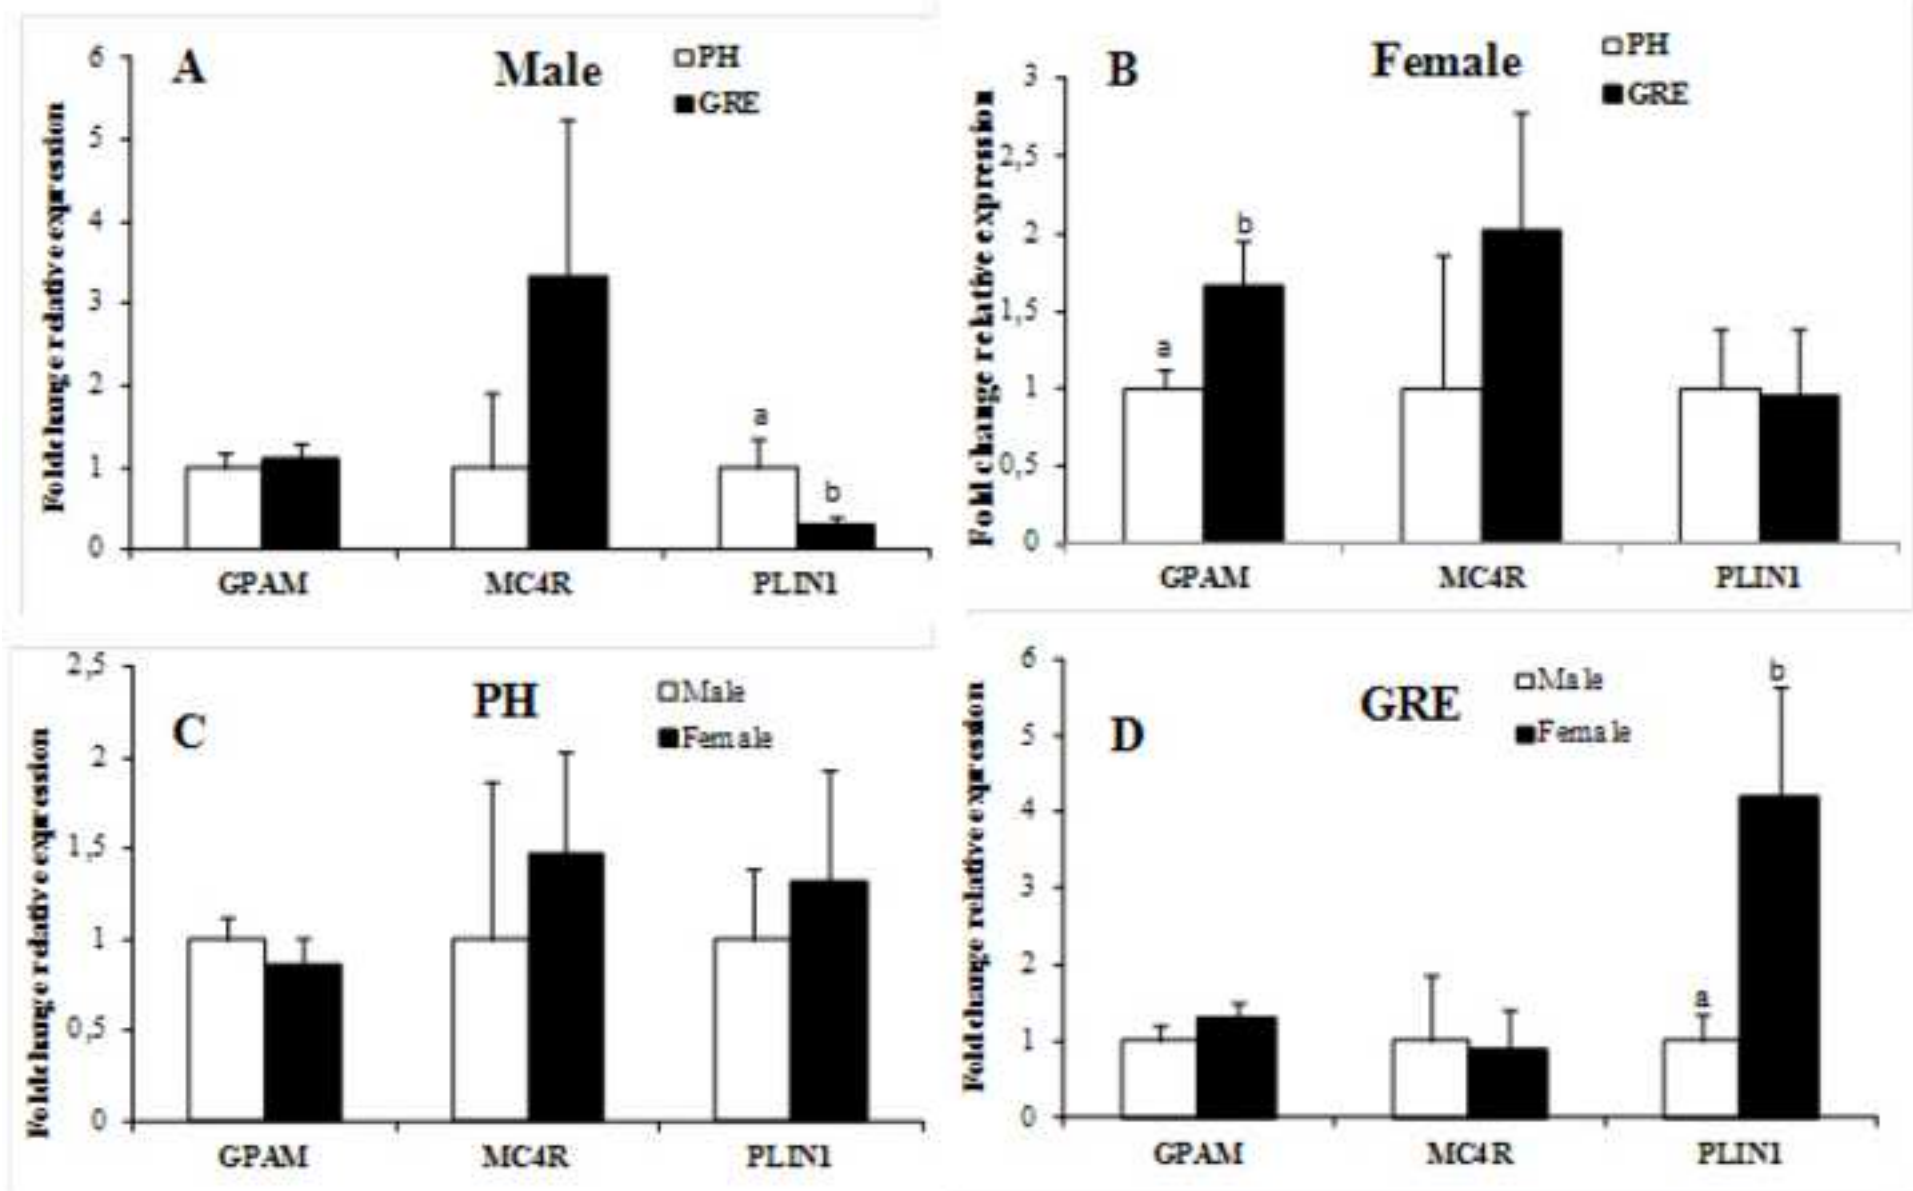 A
Male
PH
GRE
Fold change relative expression
6
5
4
3
2
1
0
a
b
GPAM
MC4R
PLIN1
B
Female
PH
GRE
Fold change relative expression
3
2,5
2
1,5
1
0,5
0
a
b
GPAM
MC4R
PLIN1
C
PH
Male
Female
Fold change relative expression
2,5
2
1,5
1
0,5
0
GPAM
MC4R
PLIN1
D
GRE
Male
Female
Fold change relative expression
6
5
4
3
2
1
0
a
b
GPAM
MC4R
PLIN1